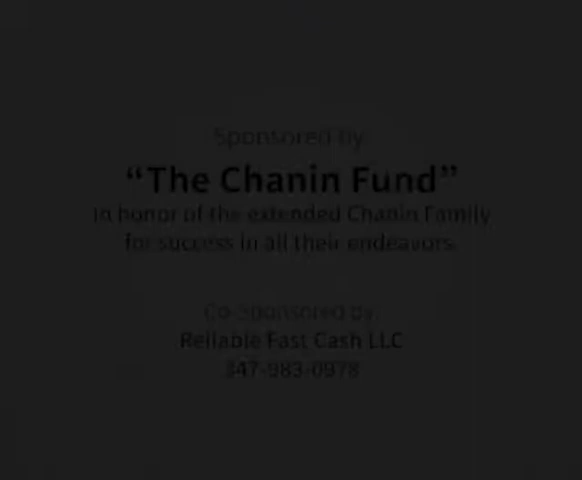 Sponsored by
“The Chanin Fund”
in honor of the extended Chanin Family
for success in all their endeavors
Co-Sponsored by:
Reliable Fast Cash LLC
347-983-0978